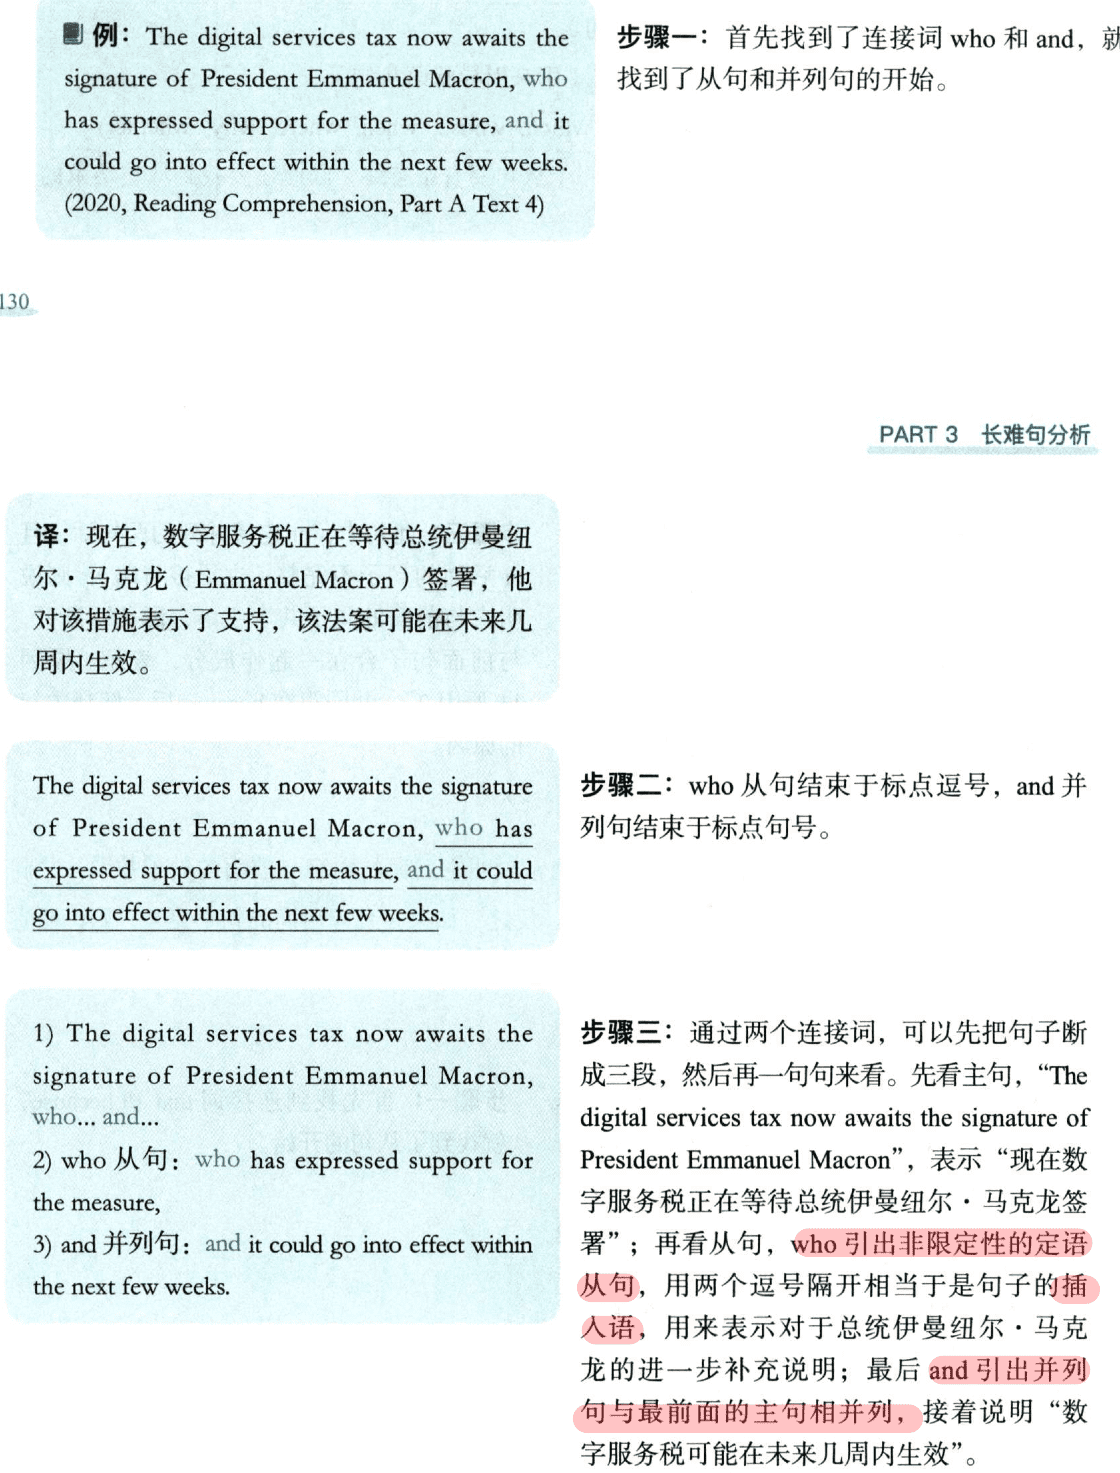 例：The digital services tax now awaits the
signature of President Emmanuel Macron, who
has expressed support for the measure, and it
could go into effect within the next few weeks.
(2020, Reading Comprehension, Part A Text 4)
步骤一：首先找到了连接词 who 和 and，就
找到了从句和并列句的开始。
130
PART 3 长难句分析
译：现在，数字服务税正在等待总统伊曼纽
尔·马克龙（Emmanuel Macron）签署，他
对该措施表示了支持，该法案可能在未来几
周内生效。
The digital services tax now awaits the signature
of President Emmanuel Macron, who has
expressed support for the measure, and it could
go into effect within the next few weeks.
步骤二：who 从句结束于标点逗号，and 并
列句结束于标点句号。
1) The digital services tax now awaits the
signature of President Emmanuel Macron,
who... and...
2) who 从句：who has expressed support for
the measure,
3) and 并列句：and it could go into effect within
the next few weeks.
步骤三：通过两个连接词，可以先把句子断
成三段，然后再一句句来看。先看主句，“The
digital services tax now awaits the signature of
President Emmanuel Macron”，表示“现在数
字服务税正在等待总统伊曼纽尔·马克龙签
署”；再看从句，who 引出非限定性的定语
从句，用两个逗号隔开相当于是句子的插
入语，用来表示对于总统伊曼纽尔·马克
龙的进一步补充说明；最后 and 引出并列
句与最前面的主句相并列，接着说明“数
字服务税可能在未来几周内生效”。